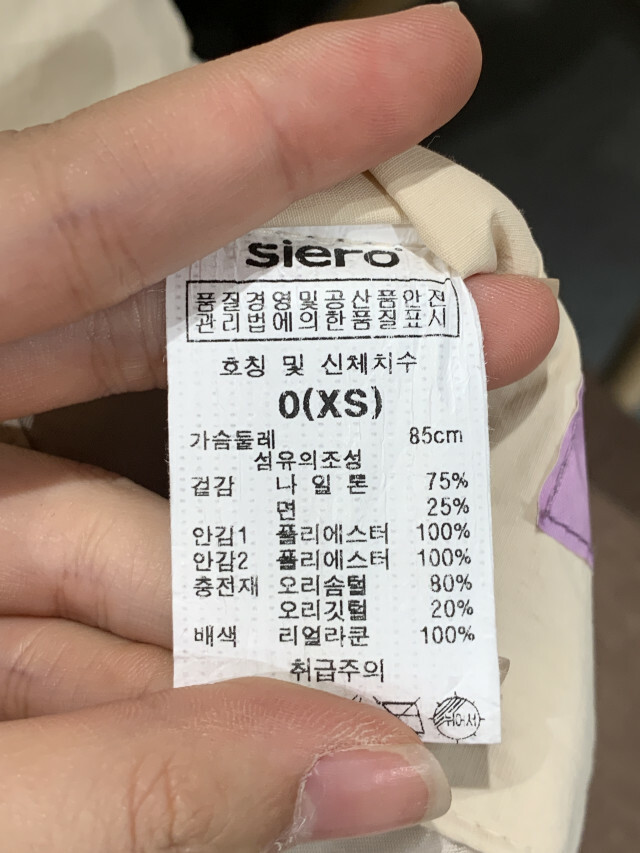 Siero
품질경영및공산품안전
관리법에의한품질표시
호칭 및 신체치수
0(XS)
가슴둘레 85cm
섬유의조성
겉감 나 일 론 75%
면 25%
안감1 폴리에스터 100%
안감2 폴리에스터 100%
충전재 오리솜털 80%
오리깃털 20%
배색 리얼라쿤 100%
취급주의
뉘어서